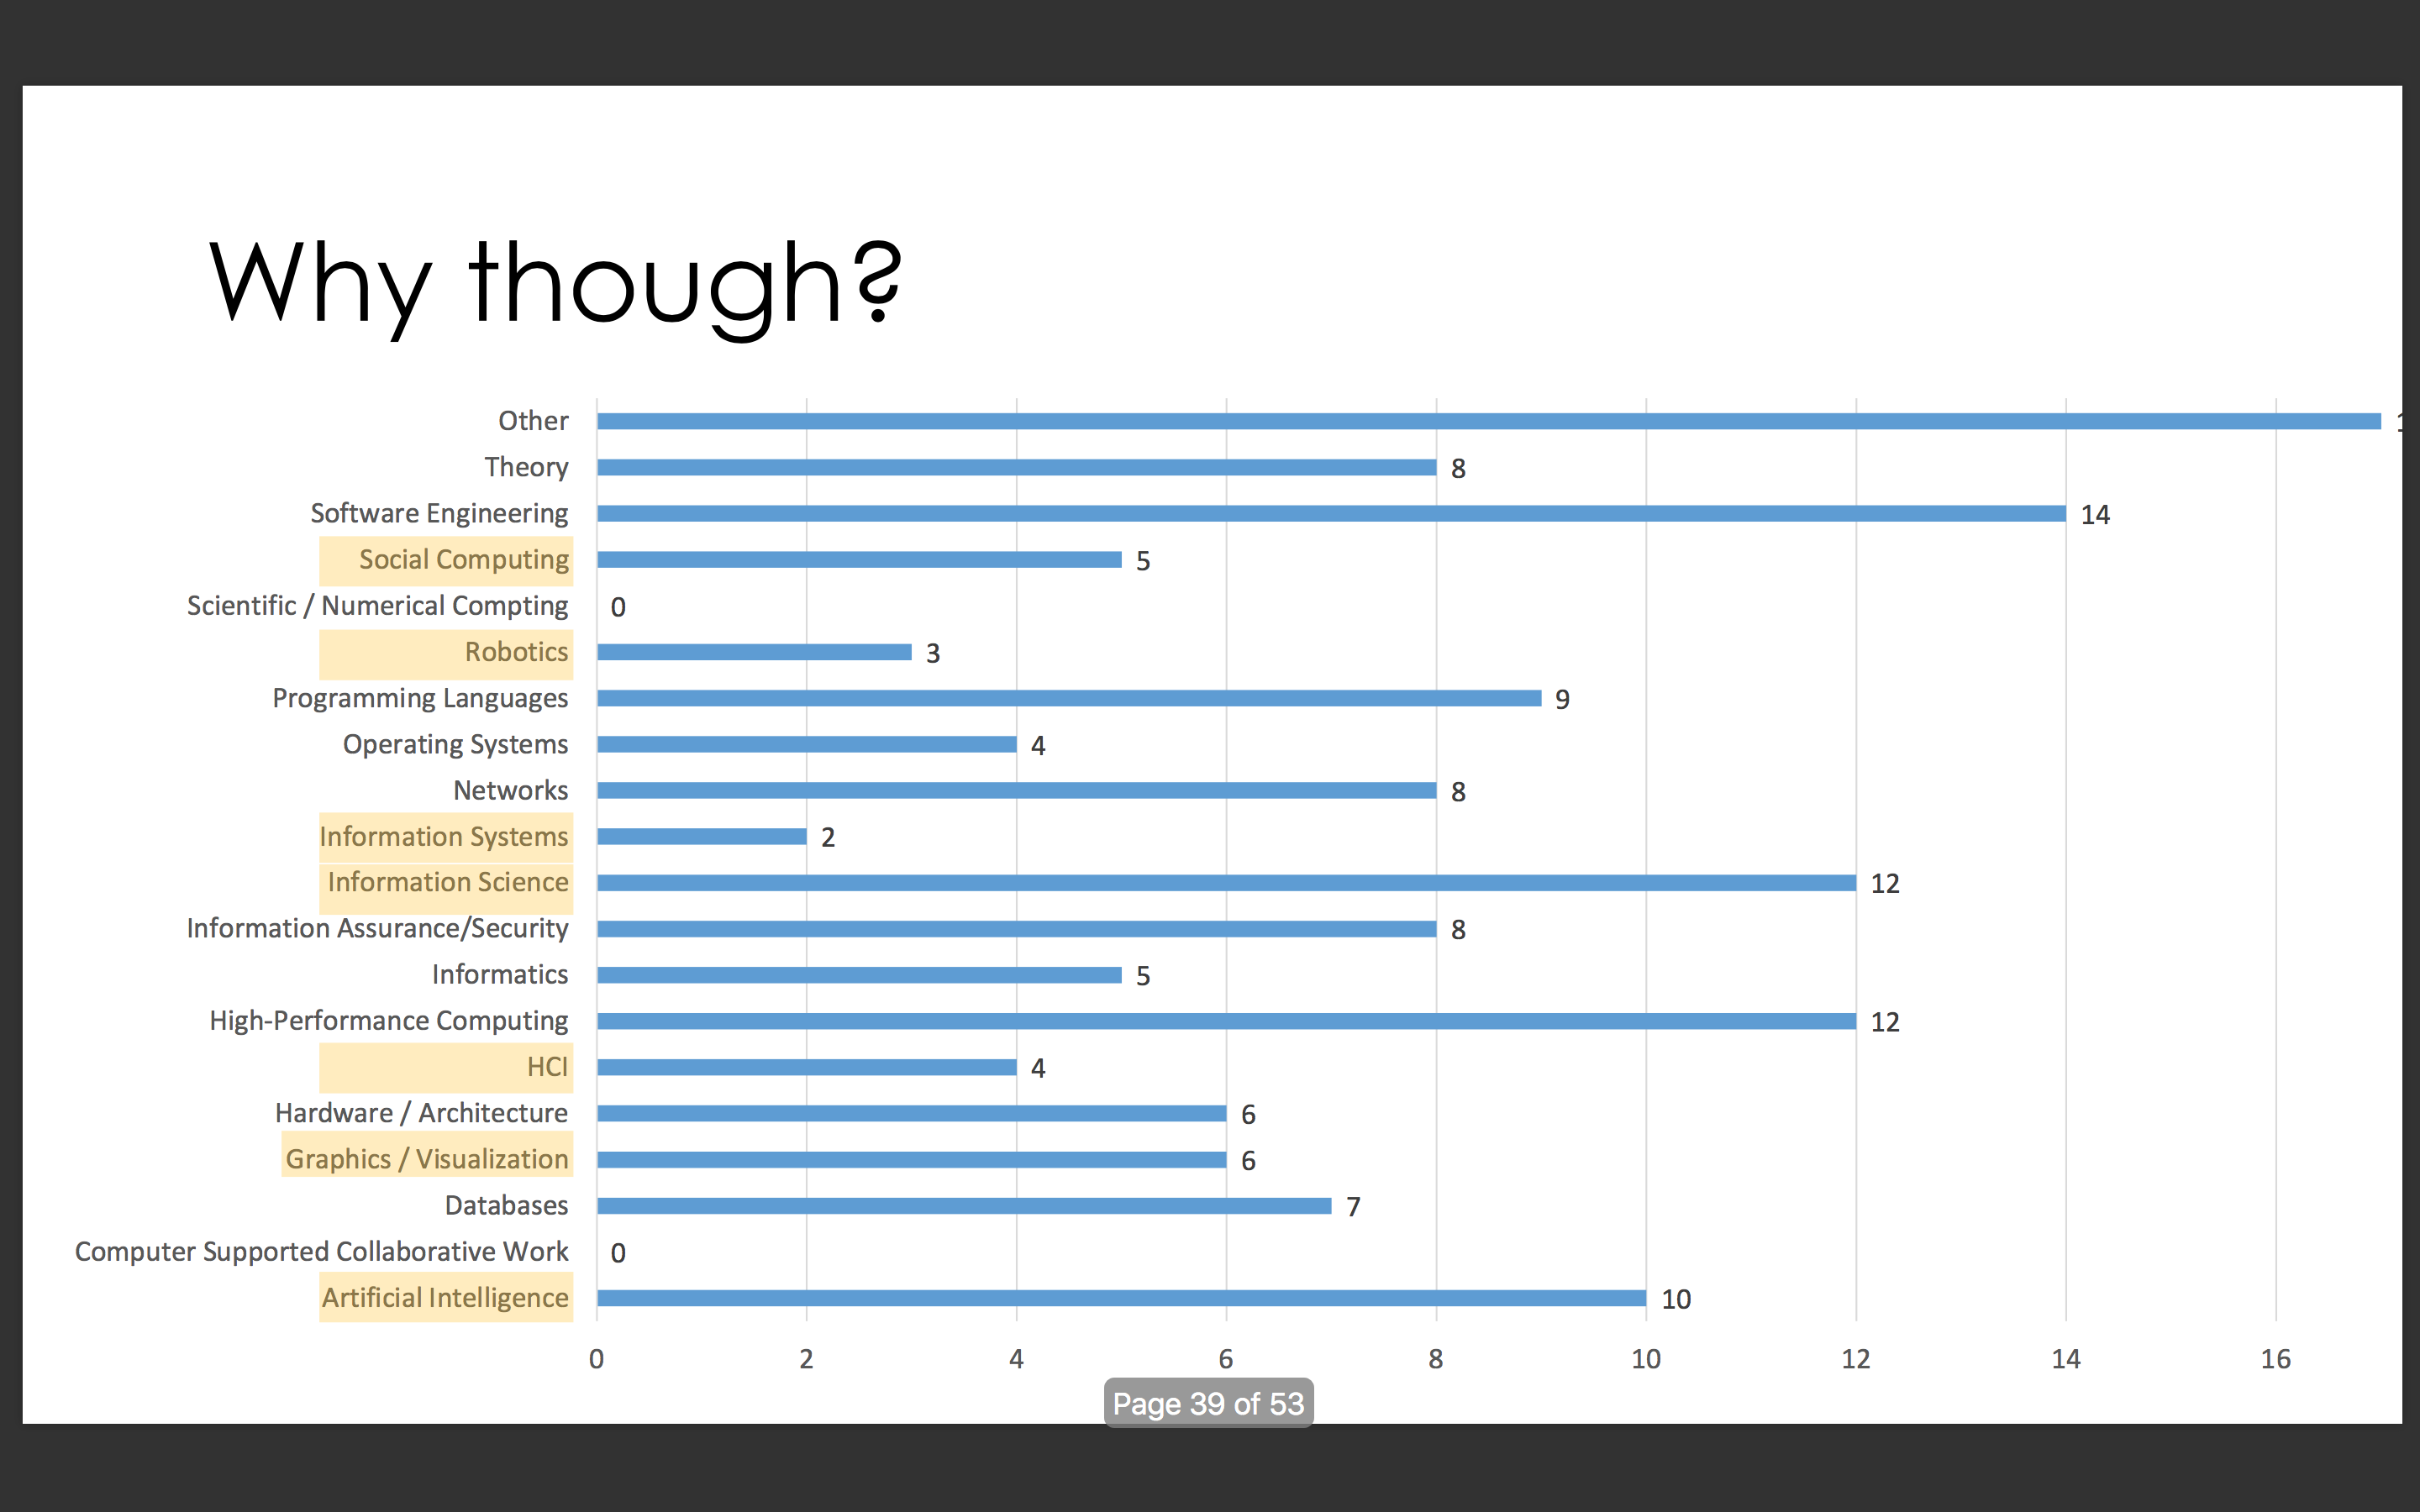 Why though?
Other
Theory 8
Software Engineering 14
Social Computing 5
Scientific / Numerical Compting 0
Robotics 3
Programming Languages 9
Operating Systems 4
Networks 8
Information Systems 2
Information Science 12
Information Assurance/Security 8
Informatics 5
High-Performance Computing 12
HCI 4
Hardware / Architecture 6
Graphics / Visualization 6
Databases 7
Computer Supported Collaborative Work 0
Artificial Intelligence 10
0 2 4 6 8 10 12 14 16
Page 39 of 53